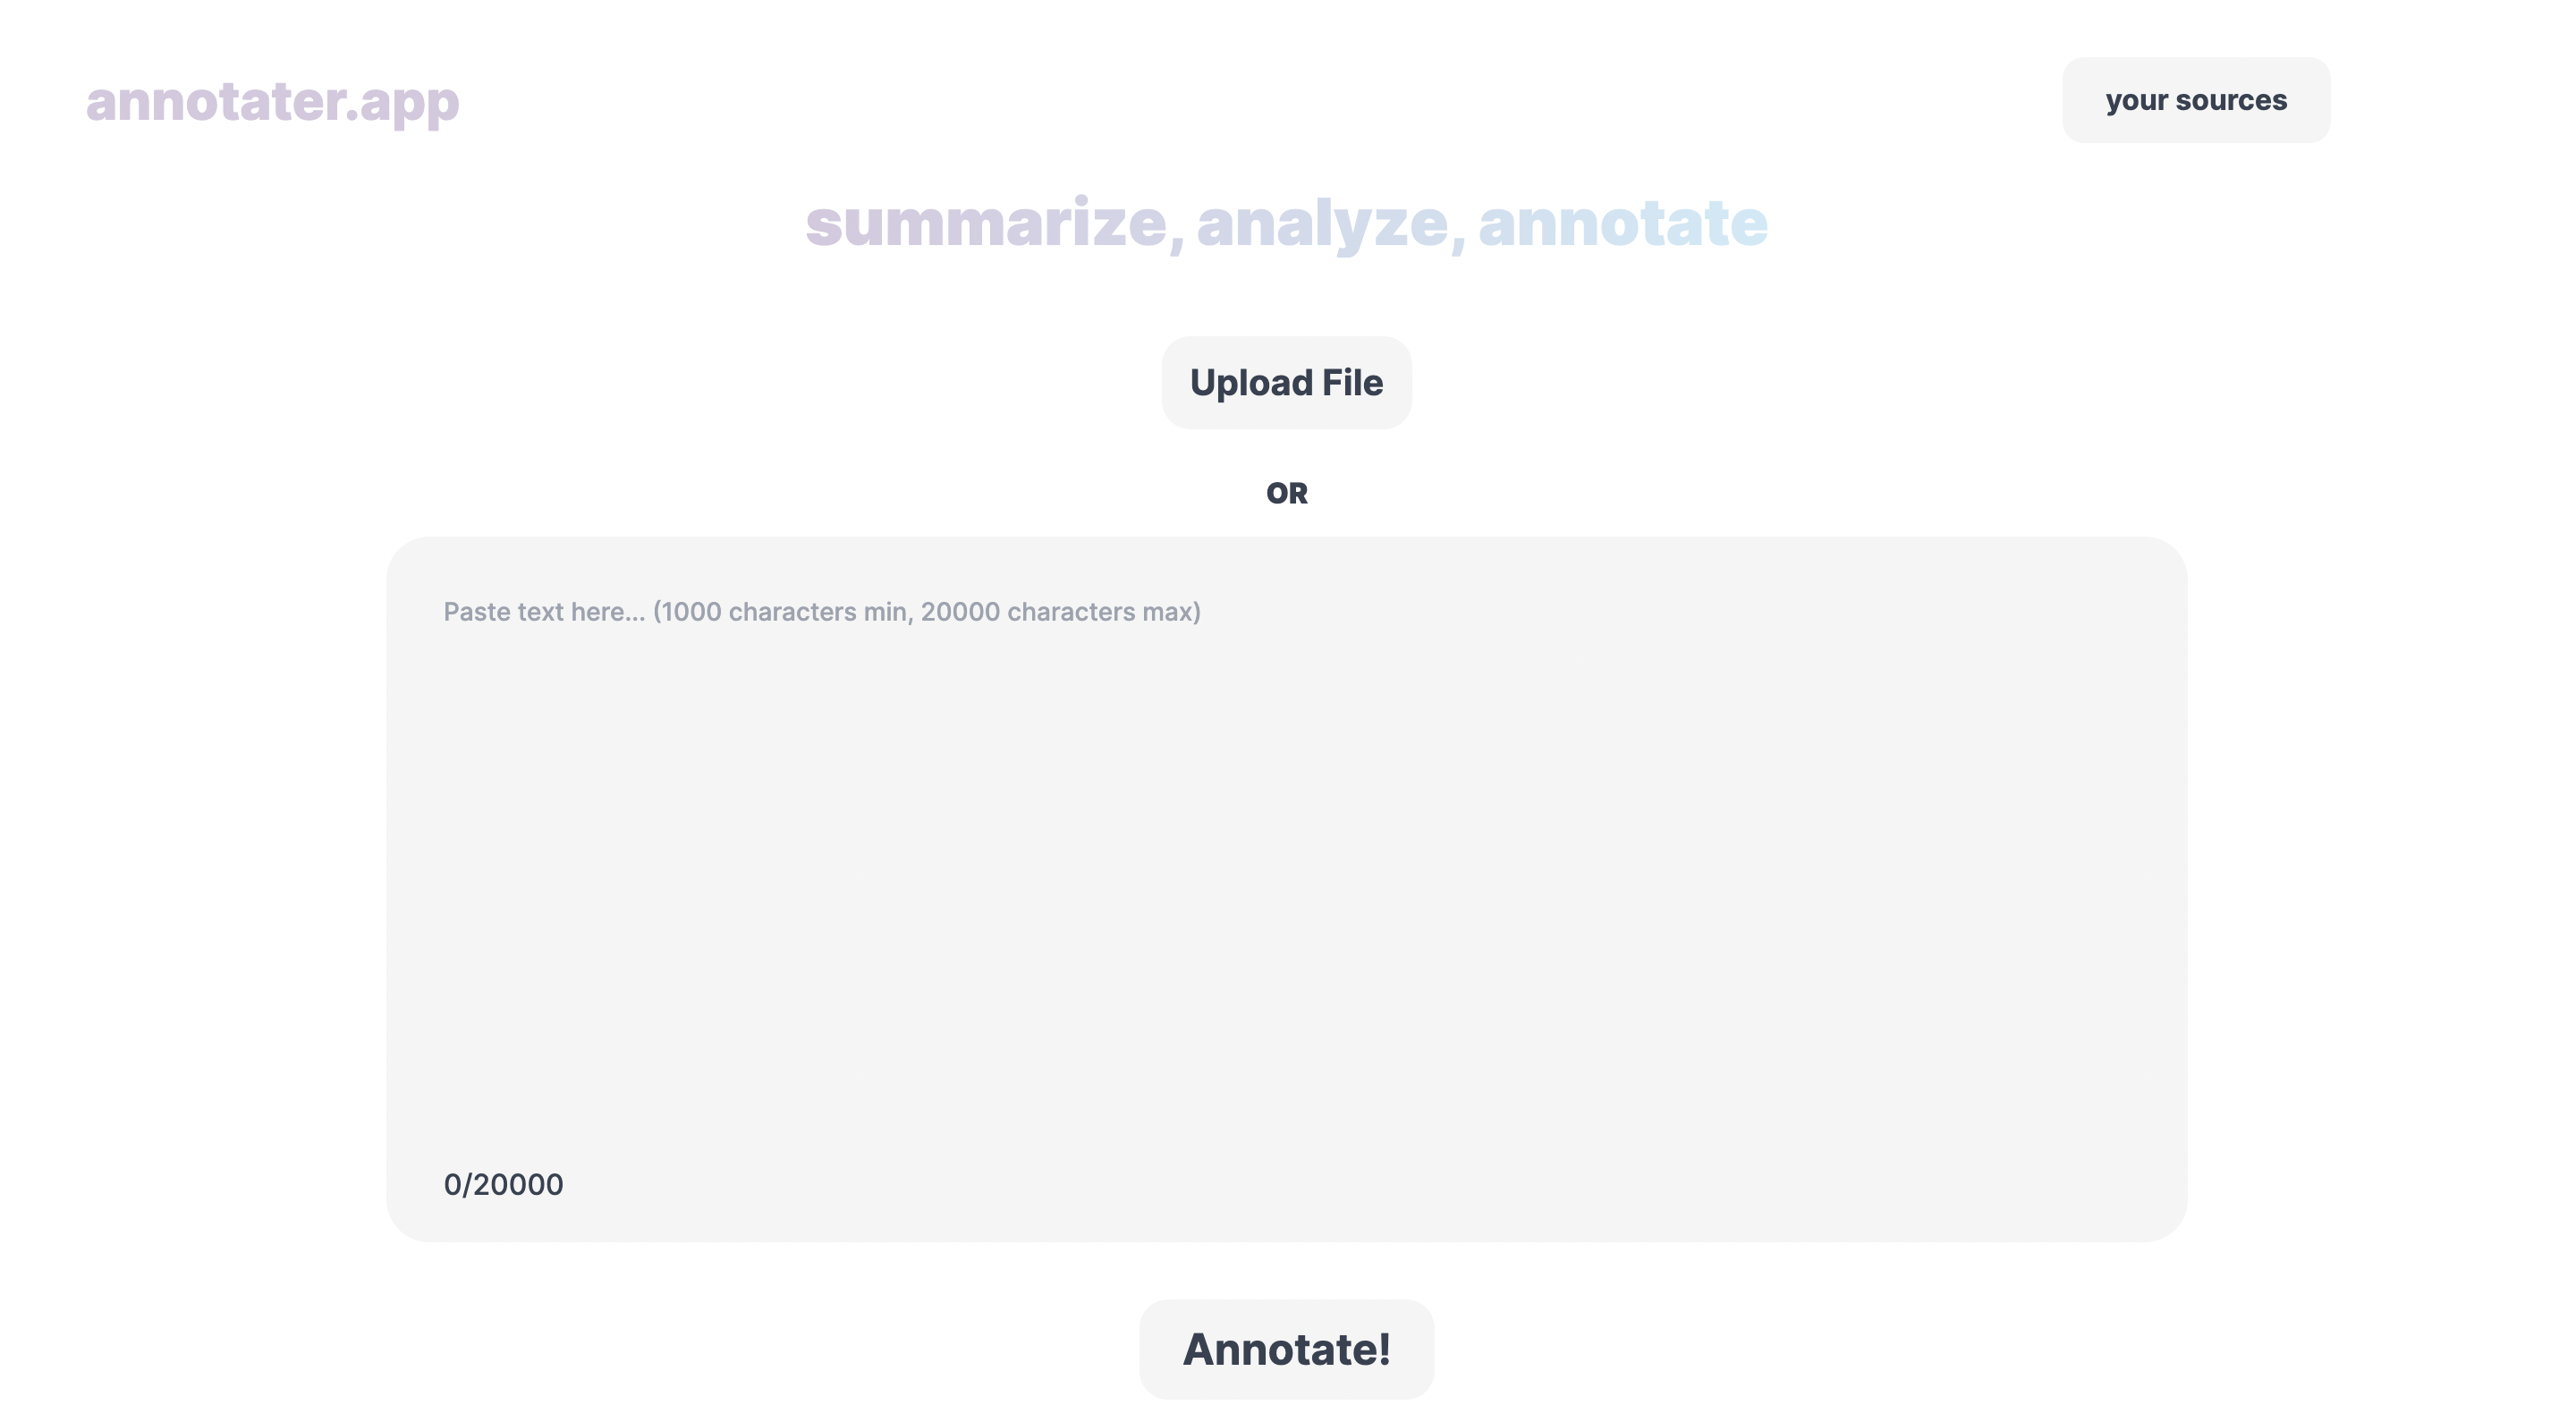 annotater.app
your sources
summarize, analyze, annotate
Upload File
OR
Paste text here... (1000 characters min, 20000 characters max)
0/20000
Annotate!